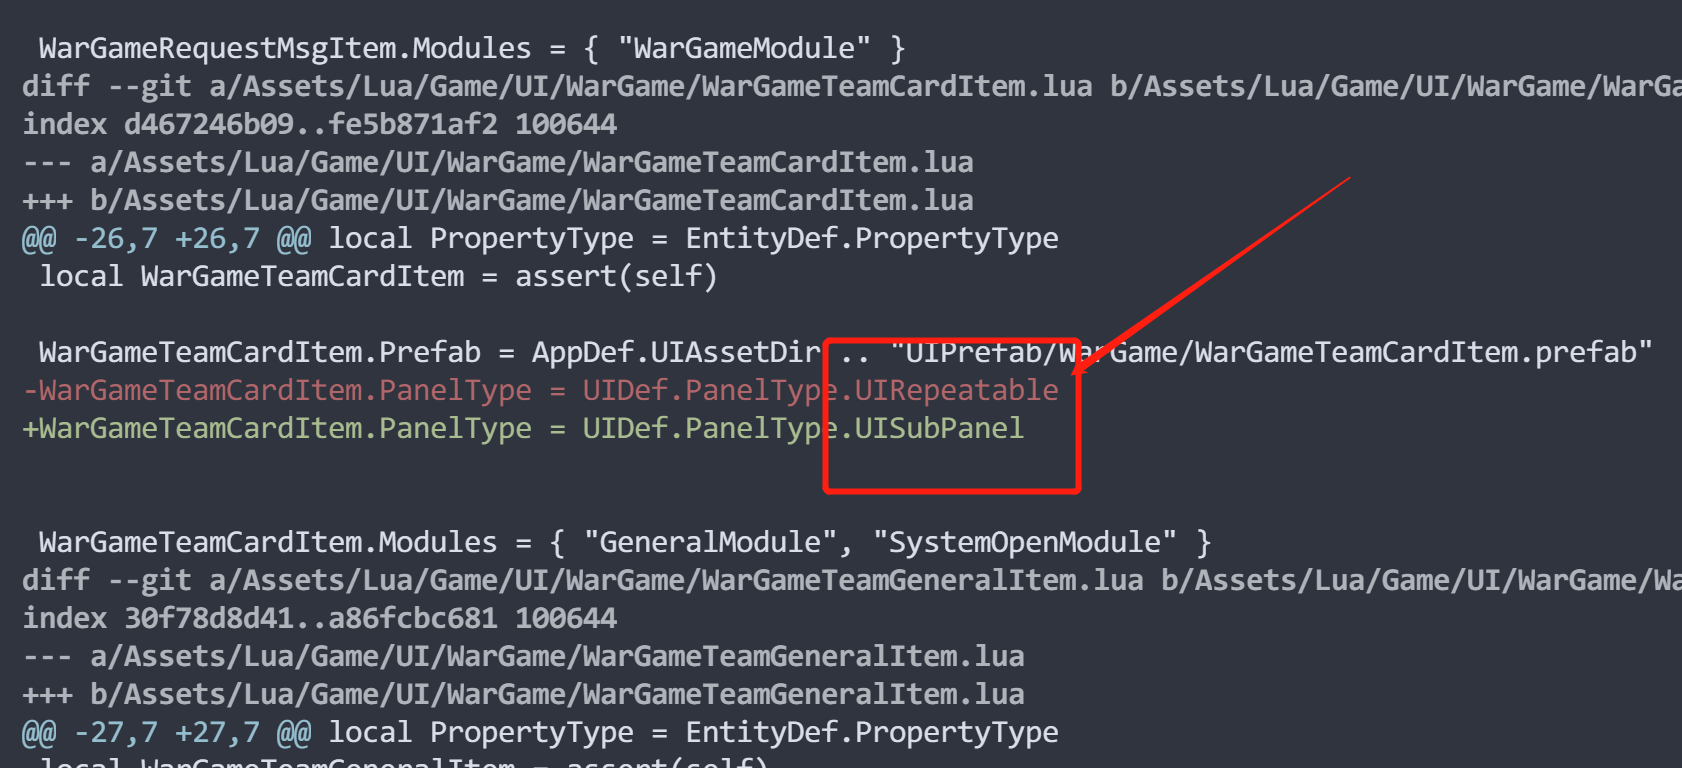 WarGameRequestMsgItem.Modules = { "WarGameModule" }
diff --git a/Assets/Lua/Game/UI/WarGame/WarGameTeamCardItem.lua b/Assets/Lua/Game/UI/WarGame/WarGa
index d467246b09..fe5b871af2 100644
--- a/Assets/Lua/Game/UI/WarGame/WarGameTeamCardItem.lua
+++ b/Assets/Lua/Game/UI/WarGame/WarGameTeamCardItem.lua
@@ -26,7 +26,7 @@ local PropertyType = EntityDef.PropertyType
local WarGameTeamCardItem = assert(self)
WarGameTeamCardItem.Prefab = AppDef.UIAssetDir .. "UIPrefab/WarGame/WarGameTeamCardItem.prefab"
-WarGameTeamCardItem.PanelType = UIDef.PanelType.UIRepeatable
+WarGameTeamCardItem.PanelType = UIDef.PanelType.UISubPanel
WarGameTeamCardItem.Modules = { "GeneralModule", "SystemOpenModule" }
diff --git a/Assets/Lua/Game/UI/WarGame/WarGameTeamGeneralItem.lua b/Assets/Lua/Game/UI/WarGame/Wa
index 30f78d8d41..a86fcbc681 100644
--- a/Assets/Lua/Game/UI/WarGame/WarGameTeamGeneralItem.lua
+++ b/Assets/Lua/Game/UI/WarGame/WarGameTeamGeneralItem.lua
@@ -27,7 +27,7 @@ local PropertyType = EntityDef.PropertyType
local WarGameTeamGeneralItem = assert(self)